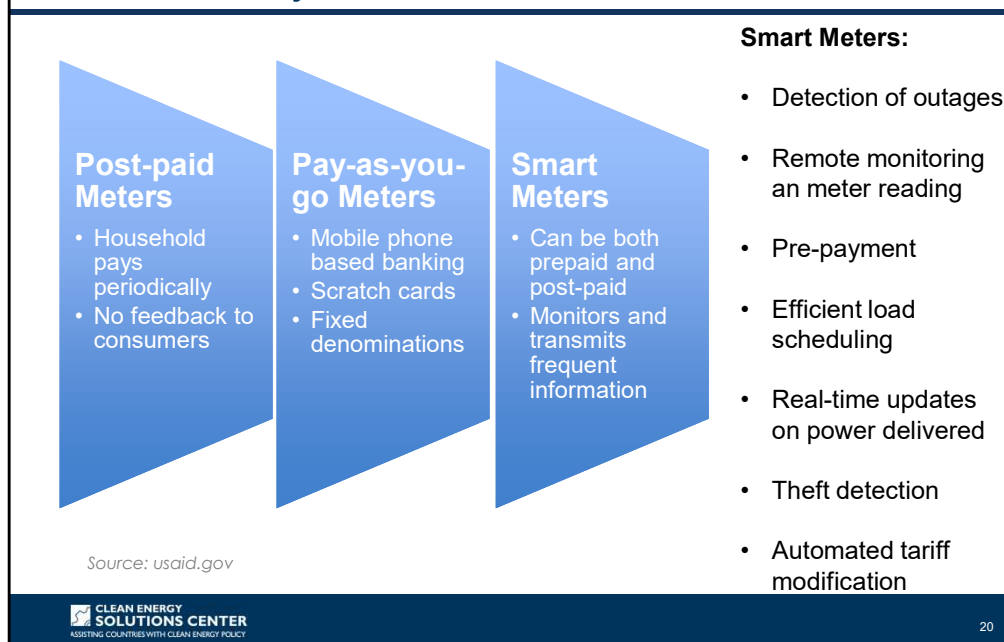 Post-paid
Meters
• Household
pays
periodically
• No feedback to
consumers
Pay-as-you-
go Meters
• Mobile phone
based banking
• Scratch cards
• Fixed
denominations
Smart
Meters
• Can be both
prepaid and
post-paid
• Monitors and
transmits
frequent
information
Smart Meters:
• Detection of outages
• Remote monitoring
an meter reading
• Pre-payment
• Efficient load
scheduling
• Real-time updates
on power delivered
• Theft detection
• Automated tariff
modification
Source: usaid.gov
CLEAN ENERGY
SOLUTIONS CENTER
ASSISTING COUNTRIES WITH CLEAN ENERGY POLICY
20